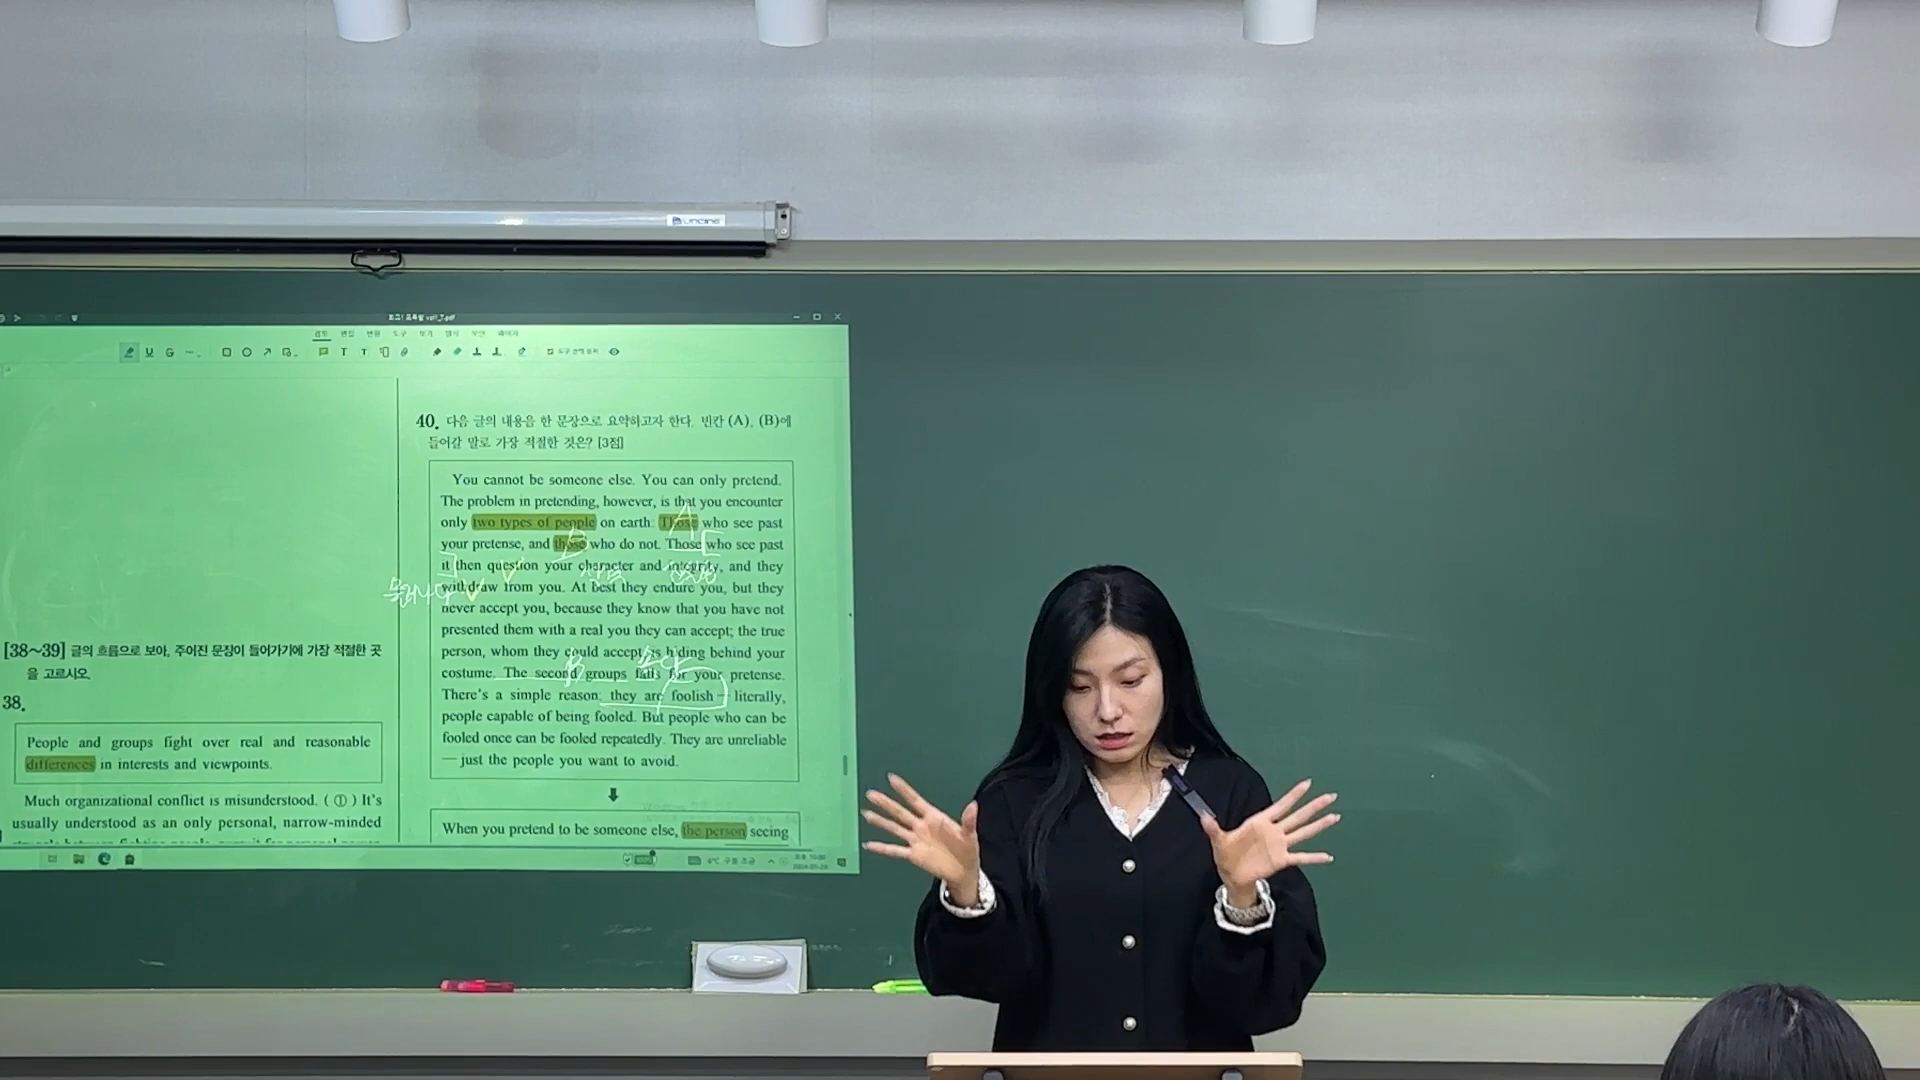 UNCINE
[38～39] 글의 흐름으로 보아, 주어진 문장이 들어가기에 가장 적절한 곳
을 고르시오.
38.
People and groups fight over real and reasonable
differences in interests and viewpoints.
Much organizational conflict is misunderstood. ( ① ) It's
usually understood as an only personal, narrow-minded
40. 다음 글의 내용을 한 문장으로 요약하고자 한다. 빈칸 (A), (B)에
들어갈 말로 가장 적절한 것은? [3점]
You cannot be someone else. You can only pretend.
The problem in pretending, however, is that you encounter
only two types of people on earth: Those who see past
your pretense, and those who do not. Those who see past
it then question your character and integrity, and they
withdraw from you. At best they endure you, but they
never accept you, because they know that you have not
presented them with a real you they can accept; the true
person, whom they could accept, is hiding behind your
costume. The second groups falls for your pretense.
There's a simple reason: they are foolish — literally,
people capable of being fooled. But people who can be
fooled once can be fooled repeatedly. They are unreliable
— just the people you want to avoid.
When you pretend to be someone else, the person seeing
A
B
B